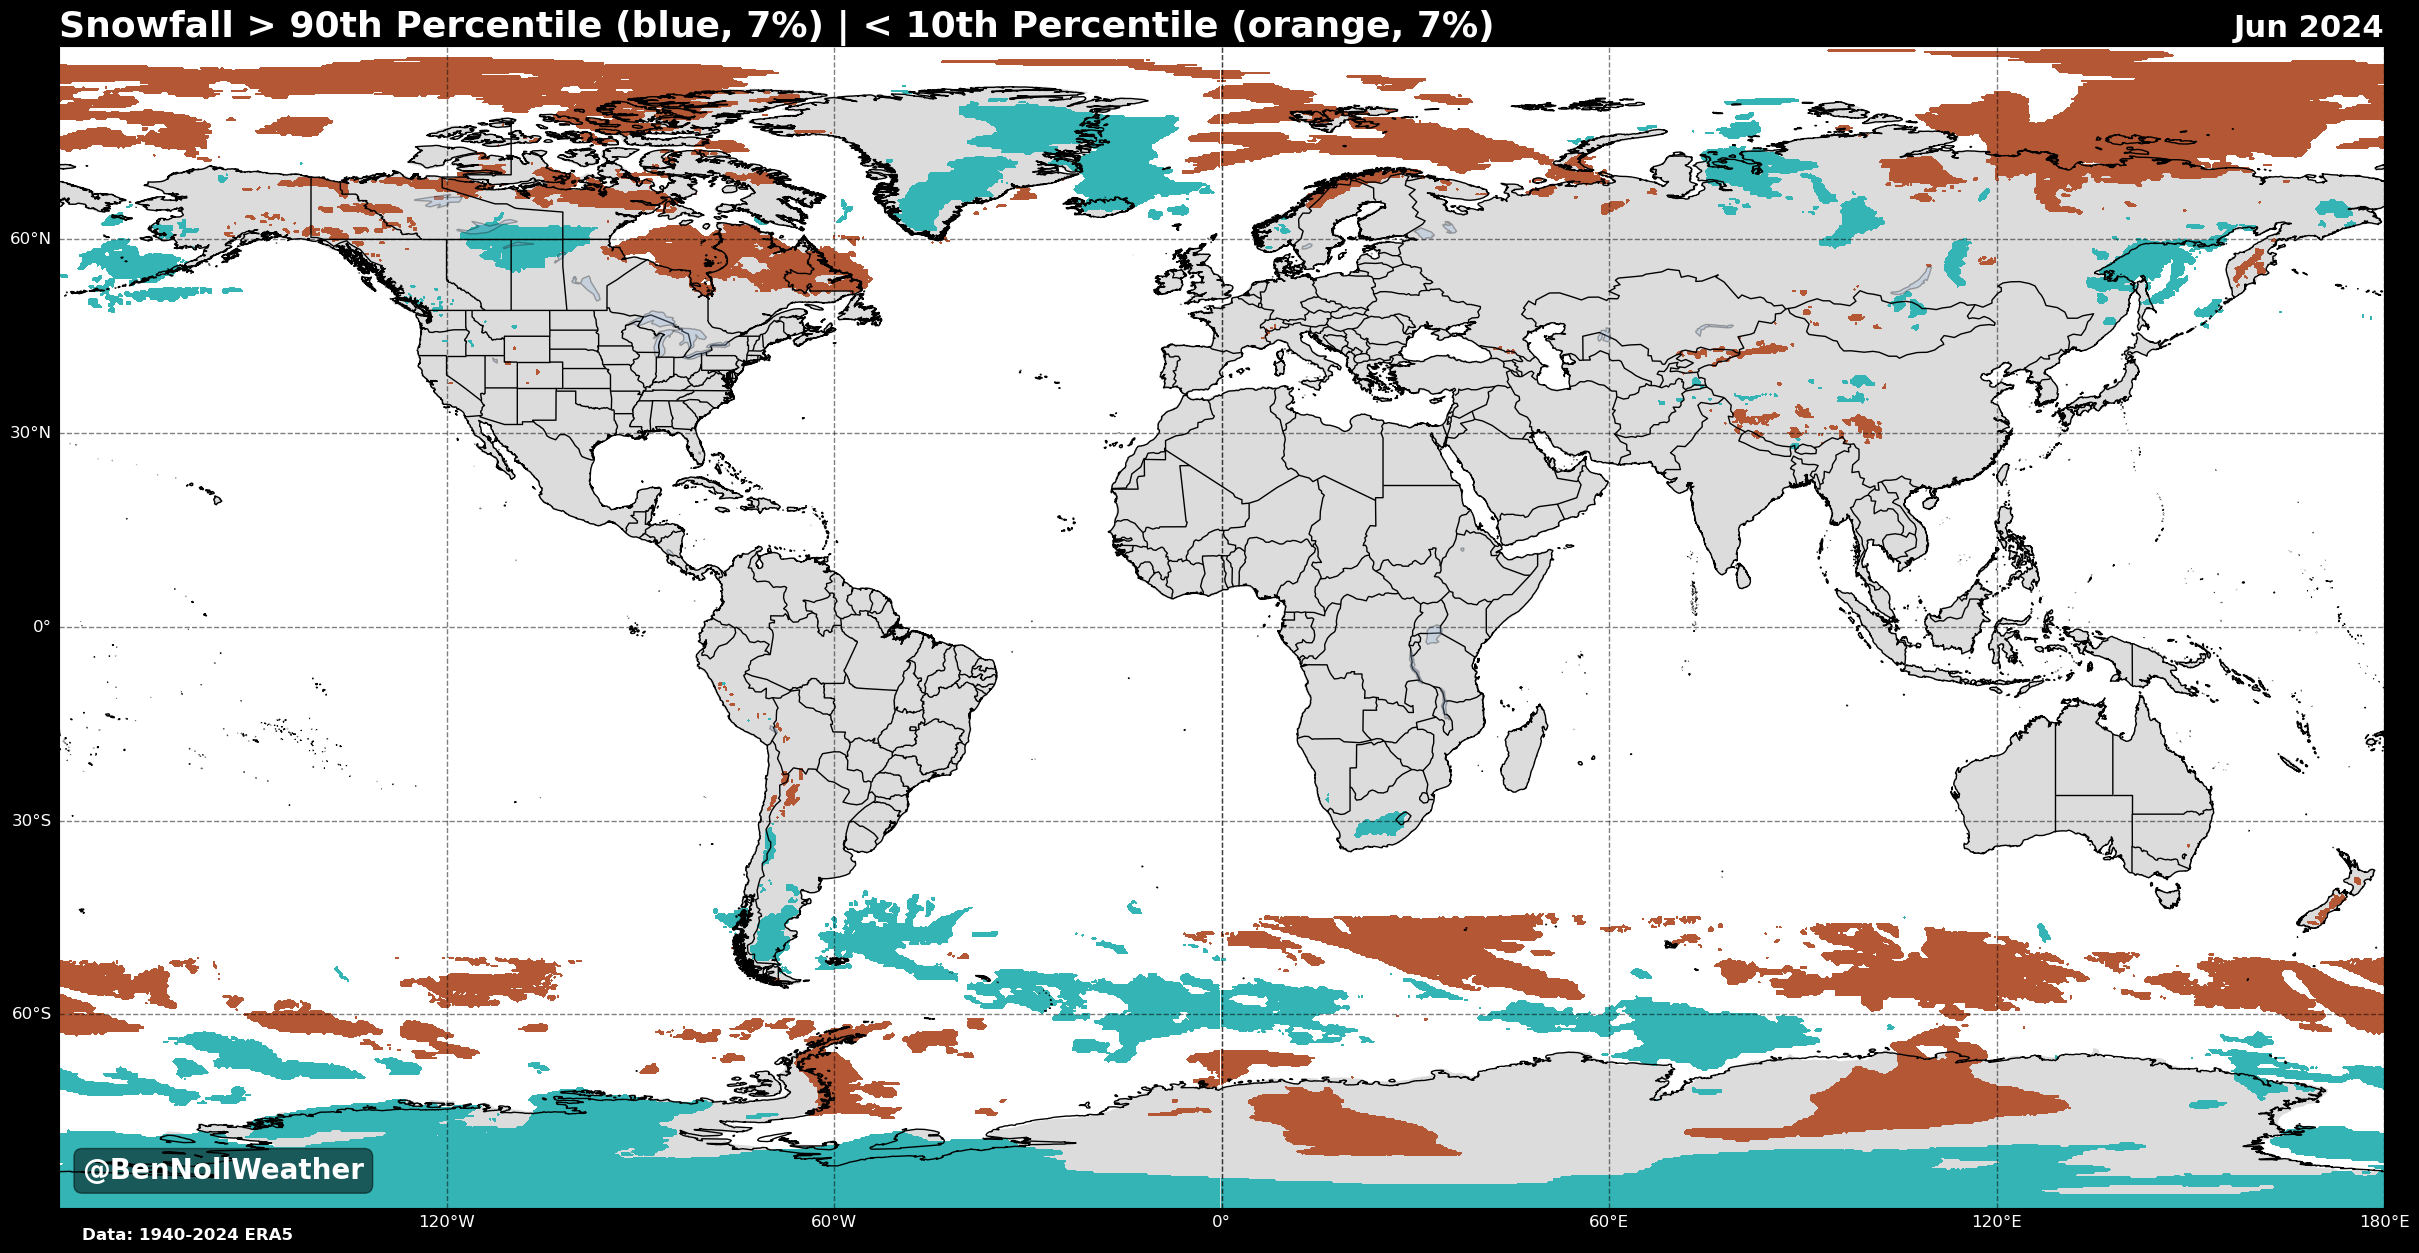 Snowfall > 90th Percentile (blue, 7%) | < 10th Percentile (orange, 7%)
Jun 2024
60°N
30°N
0°
30°S
60°S
@BenNollWeather
120°W
60°W
0°
60°E
120°E
180°E
Data: 1940-2024 ERA5